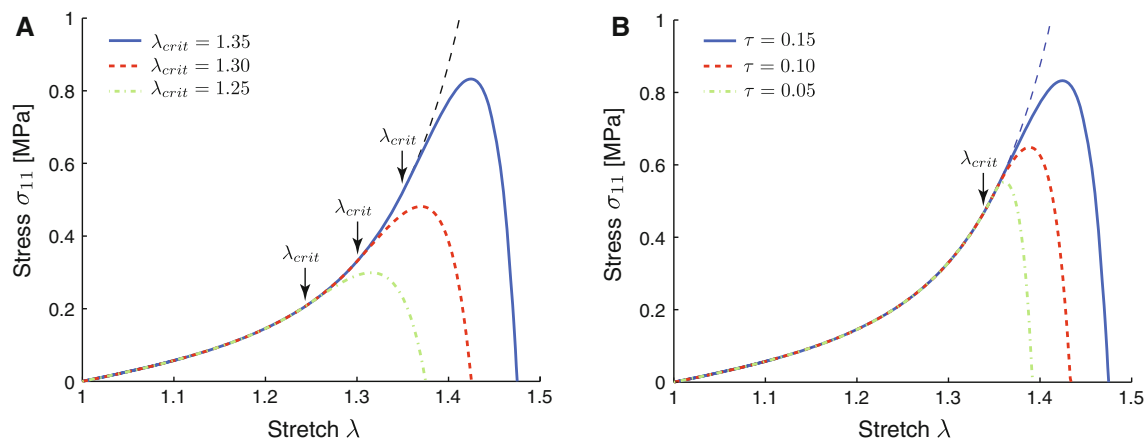 A
λ_crit = 1.35
λ_crit = 1.30
λ_crit = 1.25
λ_crit
λ_crit
λ_crit
Stress σ₁₁ [MPa]
1
0.8
0.6
0.4
0.2
0
1
1.1
1.2
1.3
1.4
1.5
Stretch λ
B
τ = 0.15
τ = 0.10
τ = 0.05
λ_crit
Stress σ₁₁ [MPa]
1
0.8
0.6
0.4
0.2
0
1
1.1
1.2
1.3
1.4
1.5
Stretch λ